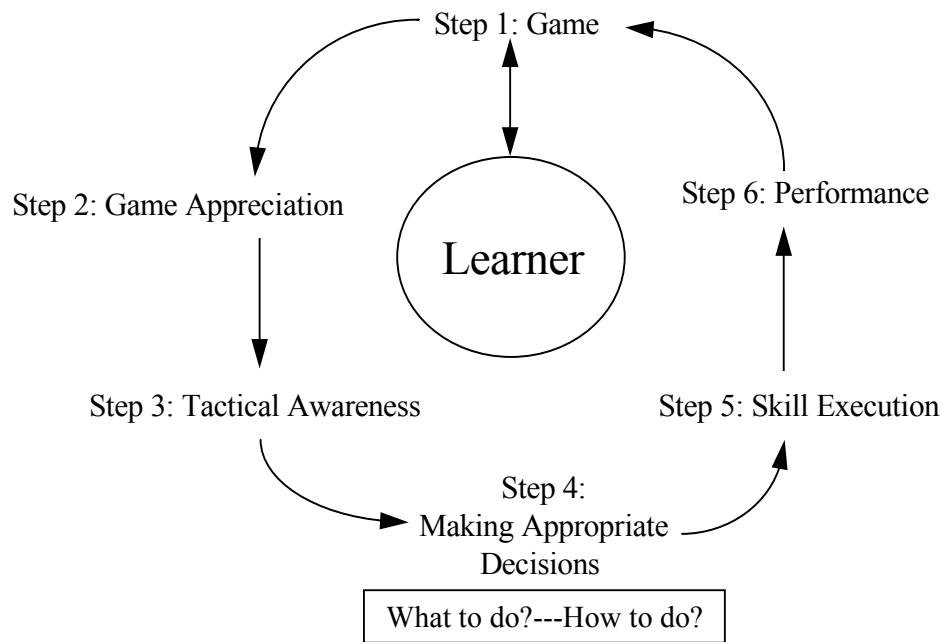 Step 1: Game
Step 2: Game Appreciation
Step 6: Performance
Learner
Step 3: Tactical Awareness
Step 5: Skill Execution
Step 4:
Making Appropriate
Decisions
What to do?---How to do?